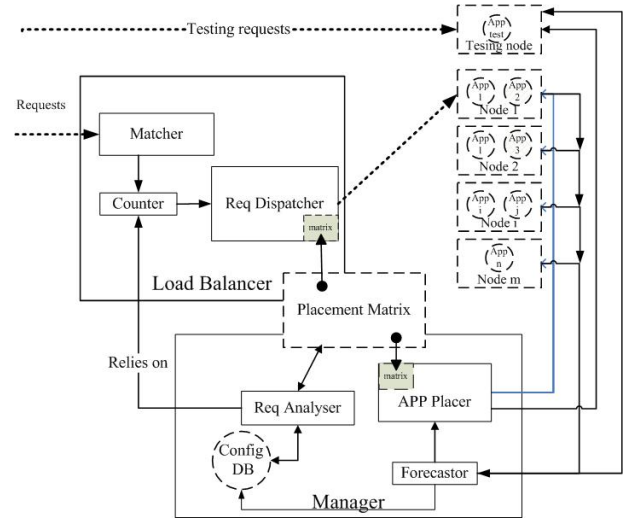 Testing requests
App
test
Tesing node
Requests
App
1
App
2
Node 1
Matcher
App
1
App
3
Node 2
Counter
Req Dispatcher
matrix
App
i
App
j
Node i
App
n
Node m
Load Balancer
Placement Matrix
Relies on
matrix
Req Analyser
APP Placer
Config
DB
Forecastor
Manager